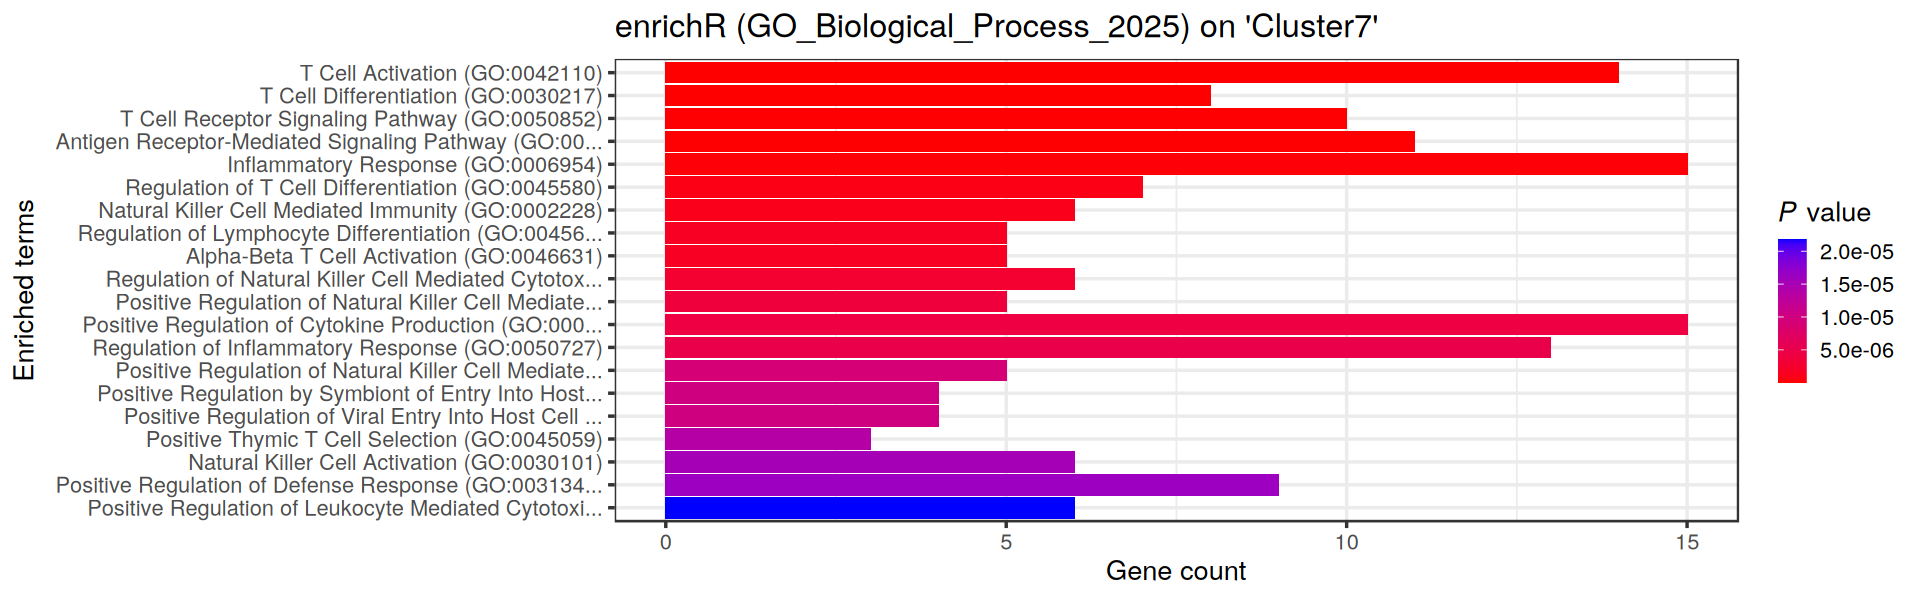 enrichR (GO_Biological_Process_2025) on 'Cluster7'
Enriched terms
T Cell Activation (GO:0042110)
T Cell Differentiation (GO:0030217)
T Cell Receptor Signaling Pathway (GO:0050852)
Antigen Receptor-Mediated Signaling Pathway (GO:00...
Inflammatory Response (GO:0006954)
Regulation of T Cell Differentiation (GO:0045580)
Natural Killer Cell Mediated Immunity (GO:0002228)
Regulation of Lymphocyte Differentiation (GO:00456...
Alpha-Beta T Cell Activation (GO:0046631)
Regulation of Natural Killer Cell Mediated Cytotox...
Positive Regulation of Natural Killer Cell Mediate...
Positive Regulation of Cytokine Production (GO:000...
Regulation of Inflammatory Response (GO:0050727)
Positive Regulation of Natural Killer Cell Mediate...
Positive Regulation by Symbiont of Entry Into Host...
Positive Regulation of Viral Entry Into Host Cell ...
Positive Thymic T Cell Selection (GO:0045059)
Natural Killer Cell Activation (GO:0030101)
Positive Regulation of Defense Response (GO:003134...
Positive Regulation of Leukocyte Mediated Cytotoxi...
0 5 10 15
Gene count
P value
2.0e-05
1.5e-05
1.0e-05
5.0e-06